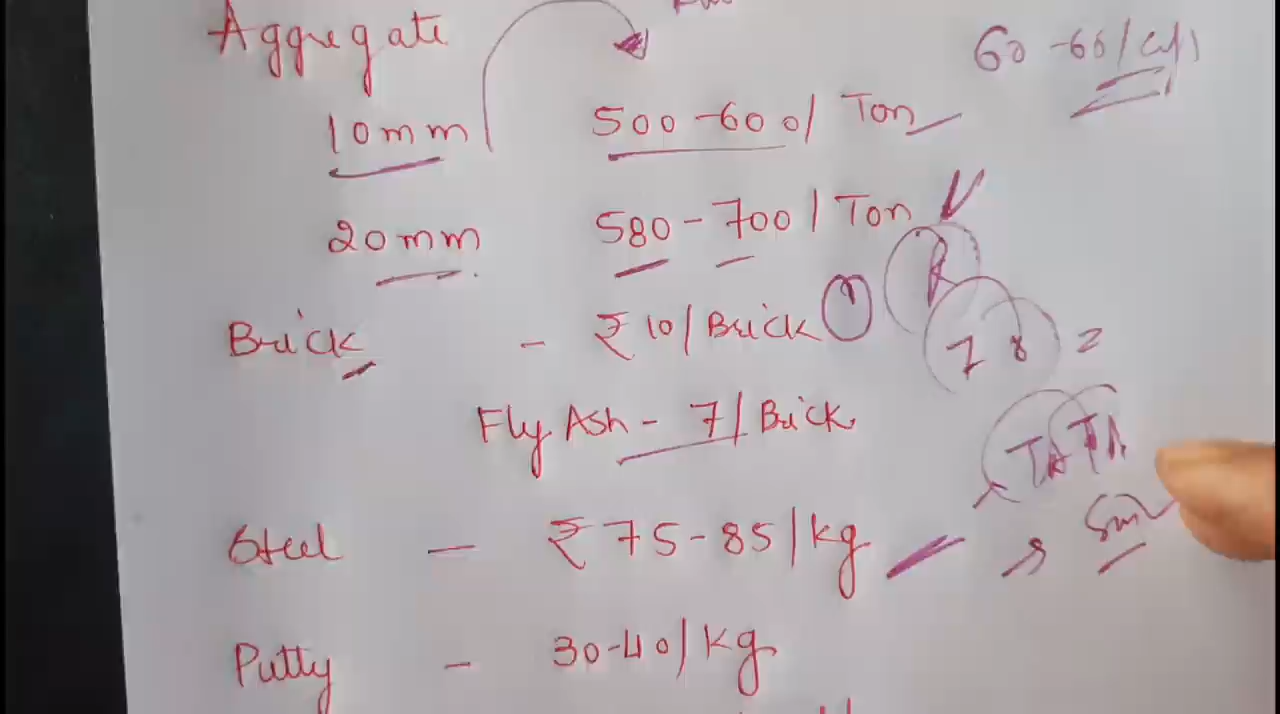 Aggregate
60-66/Cft
10mm 500-600/ Ton
20mm 580-700/ Ton
Brick - ₹10/Brick
7 8
Fly Ash - 7/Brick
TATA
Steel - ₹75-85/kg
Putty - 30-40/kg